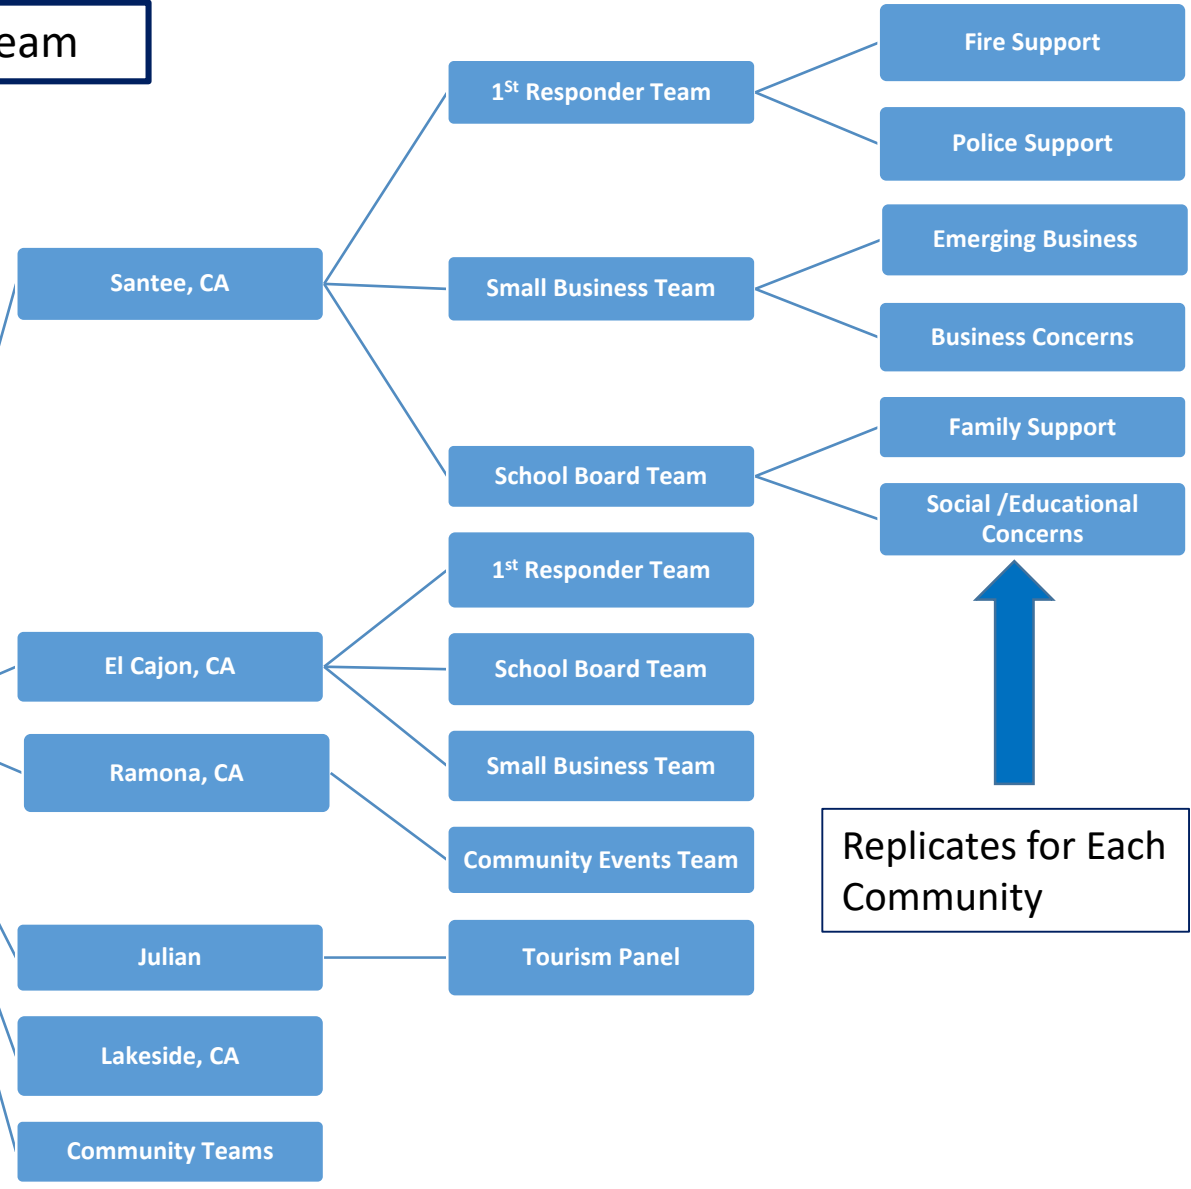 eam
Fire Support
1St Responder Team
Police Support
Emerging Business
Santee, CA
Small Business Team
Business Concerns
Family Support
School Board Team
Social /Educational
Concerns
1st Responder Team
El Cajon, CA
School Board Team
Small Business Team
Ramona, CA
Community Events Team
Replicates for Each
Community
Julian
Tourism Panel
Lakeside, CA
Community Teams